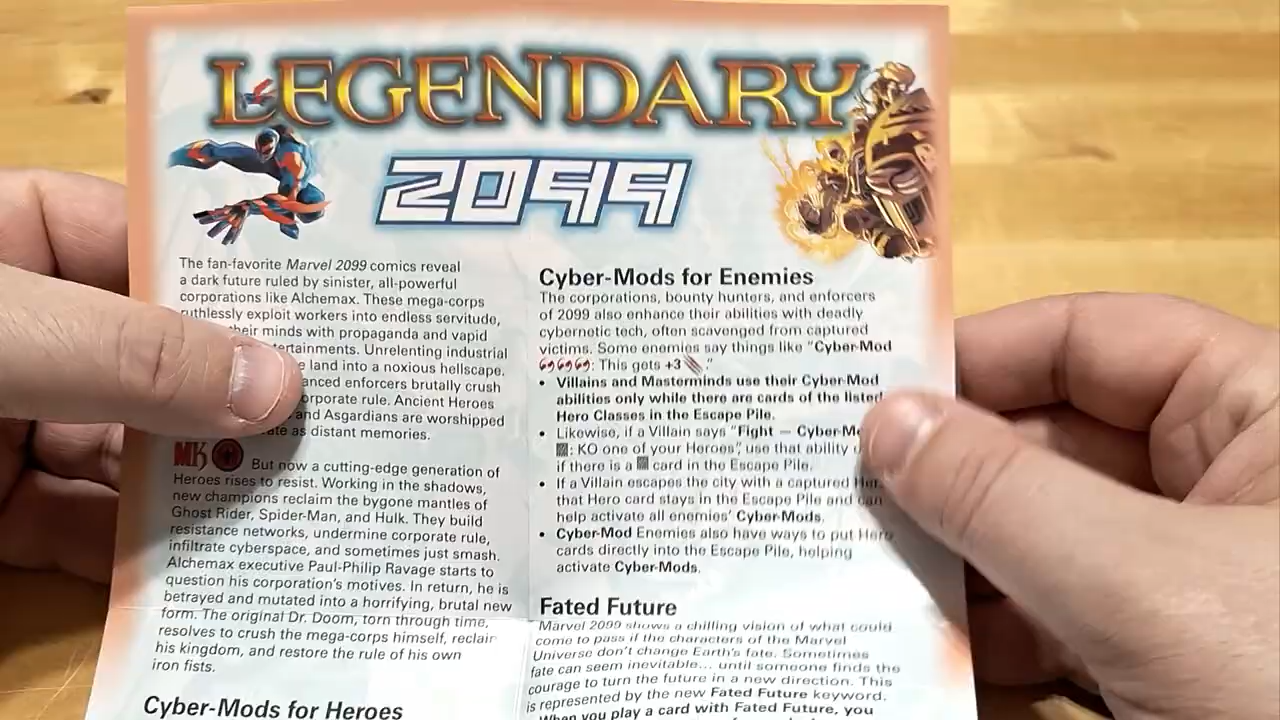 LEGENDARY
2099
The fan-favorite Marvel 2099 comics reveal
a dark future ruled by sinister, all-powerful
corporations like Alchemax. These mega-corps
ruthlessly exploit workers into endless servitude,
their minds with propaganda and vapid
Unrelenting industrial
land into a noxious hellscape.
enforcers brutally crush
corporate rule. Ancient Heroes
and Asgardians are worshipped
as distant memories.
MK But now a cutting-edge generation of
Heroes rises to resist. Working in the shadows,
new champions reclaim the bygone mantles of
Ghost Rider, Spider-Man, and Hulk. They build
resistance networks, undermine corporate rule,
infiltrate cyberspace, and sometimes just smash.
Alchemax executive Paul-Philip Ravage starts to
question his corporation's motives. In return, he is
betrayed and mutated into a horrifying, brutal new
form. The original Dr. Doom, torn through time,
resolves to crush the mega-corps himself, reclaim
his kingdom, and restore the rule of his own
iron fists.
Cyber-Mods for Heroes
Cyber-Mods for Enemies
The corporations, bounty hunters, and enforcers
of 2099 also enhance their abilities with deadly
cybernetic tech, often scavenged from captured
victims. Some enemies say things like "Cyber-Mod
: This gets +3 ."
• Villains and Masterminds use their Cyber-Mod
abilities only while there are cards of the listed
Hero Classes in the Escape Pile.
• Likewise, if a Villain says "Fight — Cyber-
: KO one of your Heroes", use that ability
if there is a card in the Escape Pile.
• If a Villain escapes the city with a captured
that Hero card stays in the Escape Pile and can
help activate all enemies' Cyber-Mods.
• Cyber-Mod Enemies also have ways to put Hero
cards directly into the Escape Pile, helping
activate Cyber-Mods.
Fated Future
Marvel 2099 shows a chilling vision of what could
come to pass if the characters of the Marvel
Universe don't change Earth's fate. Sometimes
fate can seem inevitable... until someone finds the
courage to turn the future in a new direction. This
is represented by the new Fated Future keyword.
When you play a card with Fated Future, you